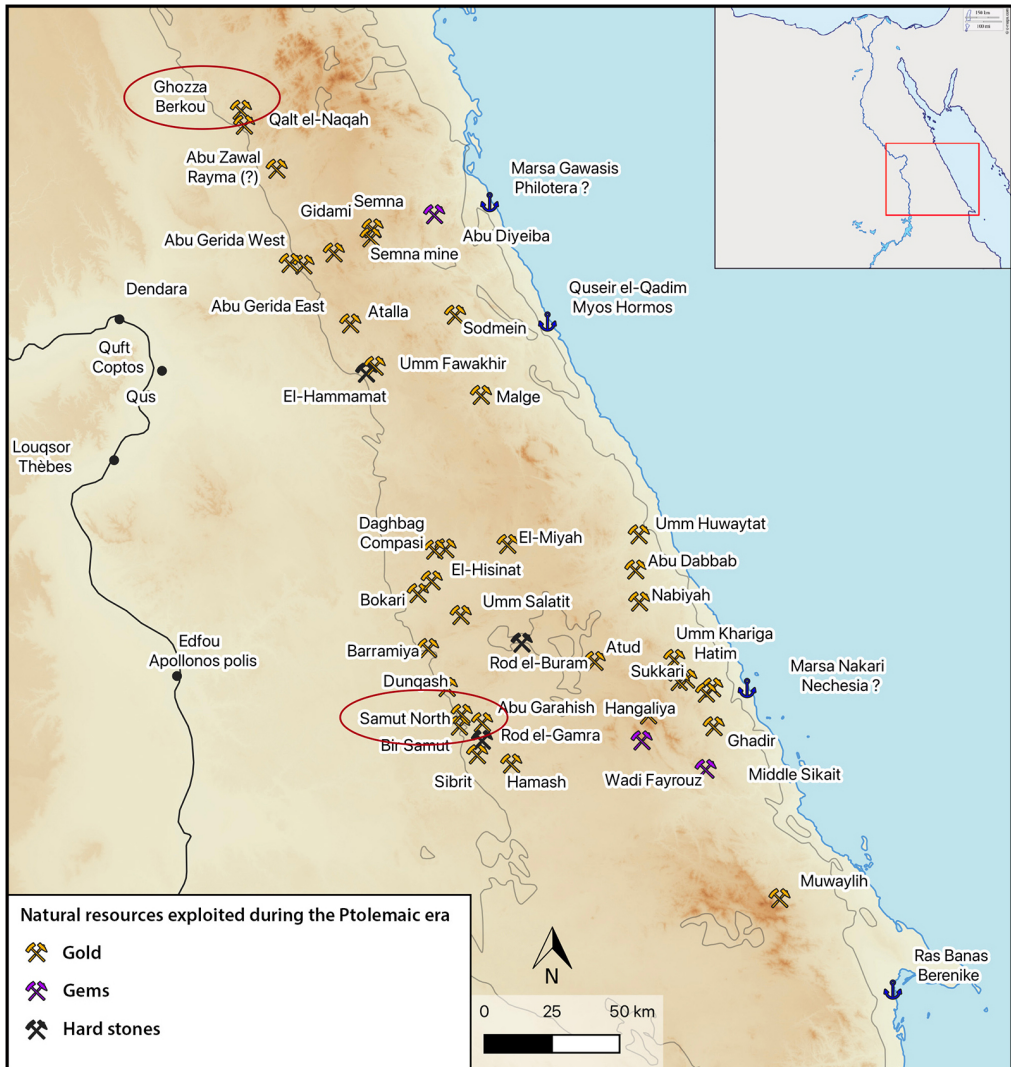 Ghozza
Berkou
Qalt el-Naqah
Abu Zawal
Rayma (?)
Marsa Gawasis
Philotera ?
Semna
Gidami
Abu Diyeiba
Abu Gerida West
Semna mine
Dendara
Quseir el-Qadim
Myos Hormos
Abu Gerida East
Atalla
Sodmein
Quft
Coptos
Umm Fawakhir
Qus
El-Hammamat
Malge
Louqsor
Thèbes
Daghbag
Compasi
El-Miyah
Umm Huwaytat
Abu Dabbab
El-Hisinat
Bokari
Umm Salatit
Nabiyah
Edfou
Apollonos polis
Barramiya
Rod el-Buram
Atud
Umm Khariga
Hatim
Sukkari
Marsa Nakari
Nechesia ?
Dunqash
Samut North
Abu Garahish
Hangaliya
Bir Samut
Rod el-Gamra
Ghadir
Sibrit
Hamash
Wadi Fayrouz
Middle Sikait
Muwaylih
Ras Banas
Berenike
Natural resources exploited during the Ptolemaic era
Gold
Gems
Hard stones
N
0 25 50 km